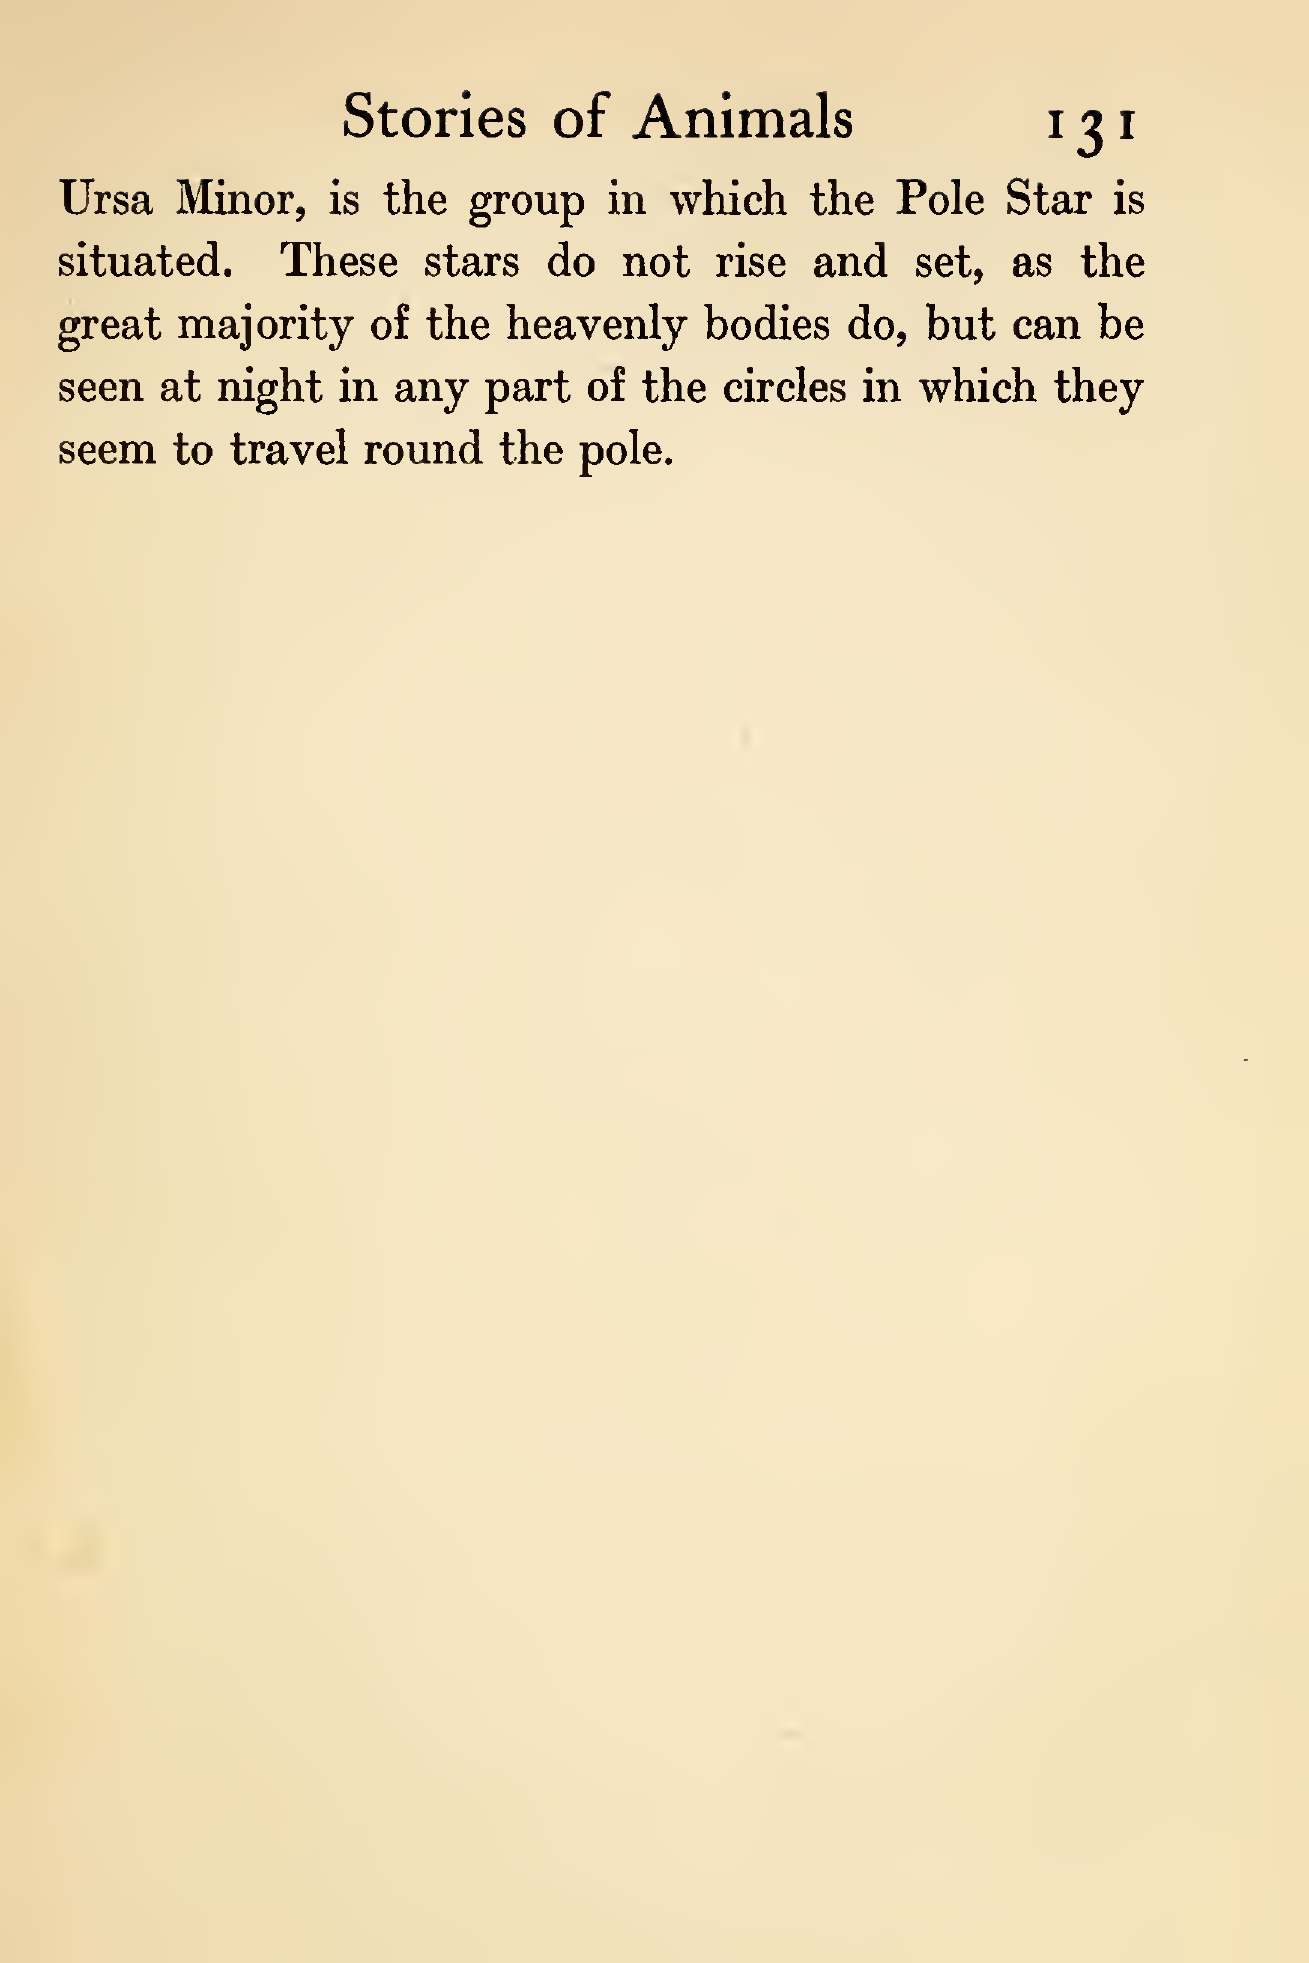 Stories of Animals 131
Ursa Minor, is the group in which the Pole Star is
situated. These stars do not rise and set, as the
great majority of the heavenly bodies do, but can be
seen at night in any part of the circles in which they
seem to travel round the pole.